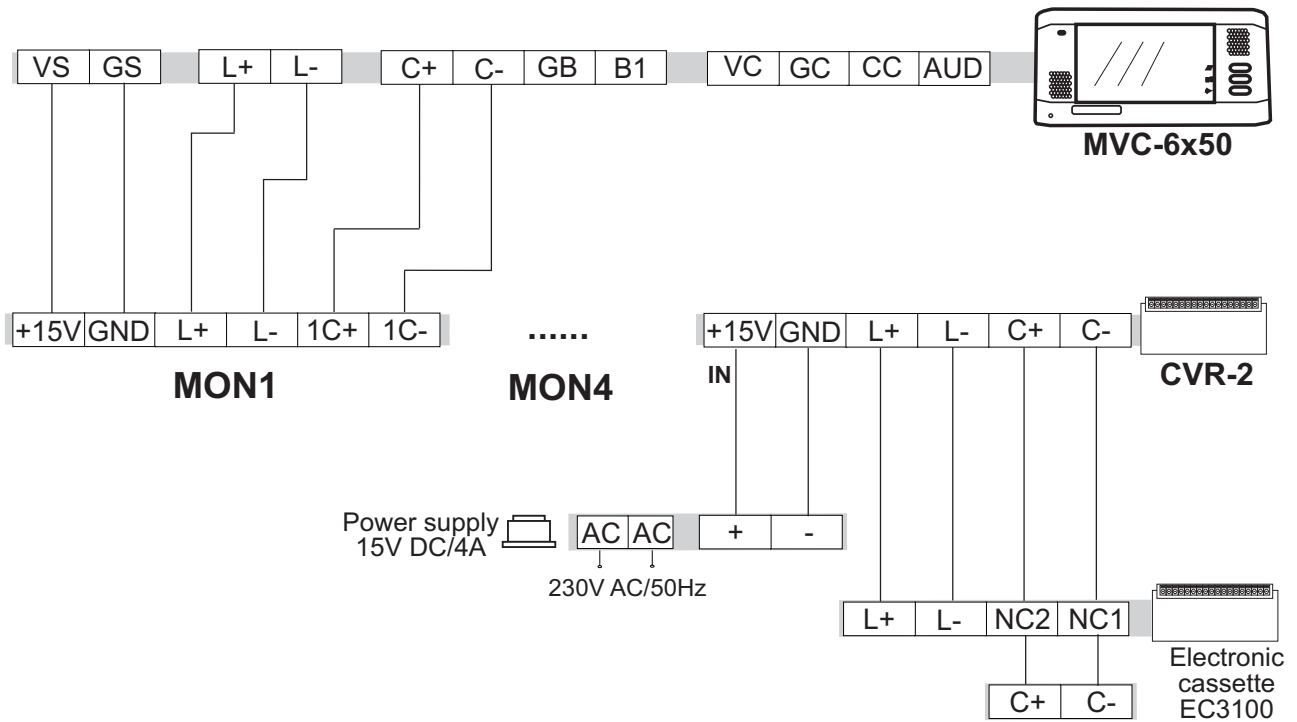 VS GS L+ L- C+ C- GB B1 VC GC CC AUD
MVC-6x50
+15V GND L+ L- 1C+ 1C- ...... +15V GND L+ L- C+ C-
MON1 MON4 IN CVR-2
Power supply
15V DC/4A
AC AC + -
230V AC/50Hz
L+ L- NC2 NC1
Electronic
cassette
EC3100
C+ C-